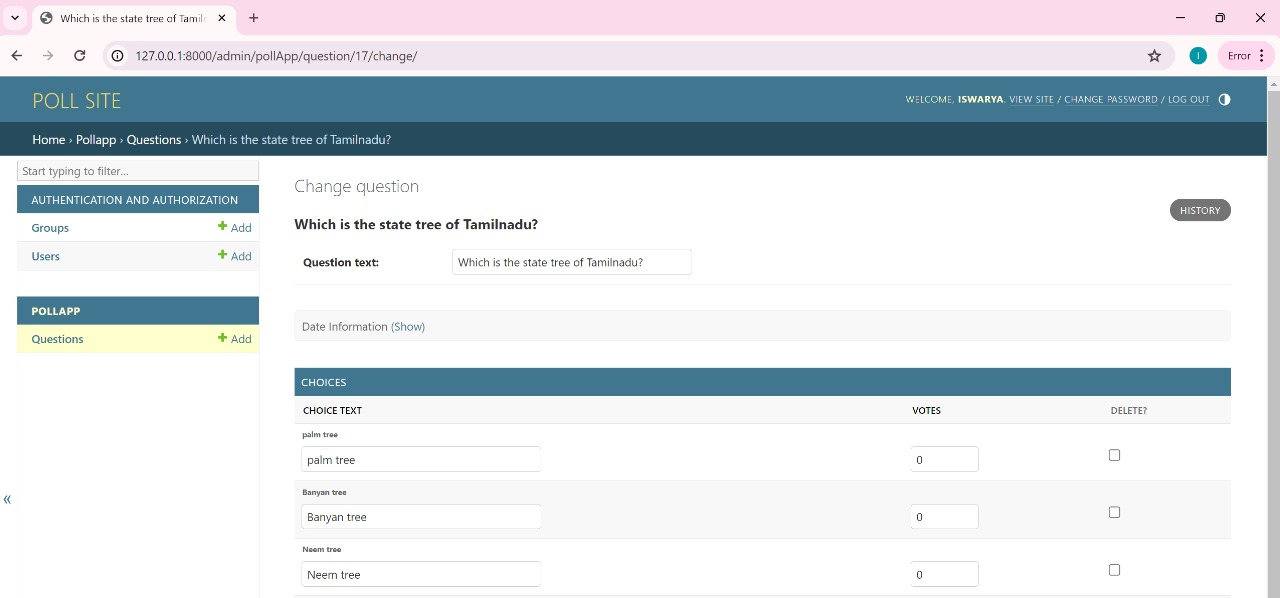 Which is the state tree of Tamil
127.0.0.1:8000/admin/pollApp/question/17/change/
I
Error
POLL SITE
WELCOME, ISWARYA. VIEW SITE / CHANGE PASSWORD / LOG OUT
Home › Pollapp › Questions › Which is the state tree of Tamilnadu?
Start typing to filter...
AUTHENTICATION AND AUTHORIZATION
Groups + Add
Users + Add
POLLAPP
Questions + Add
«
Change question
HISTORY
Which is the state tree of Tamilnadu?
Question text: Which is the state tree of Tamilnadu?
Date Information (Show)
CHOICES
CHOICE TEXT VOTES DELETE?
palm tree
palm tree 0
Banyan tree
Banyan tree 0
Neem tree
Neem tree 0